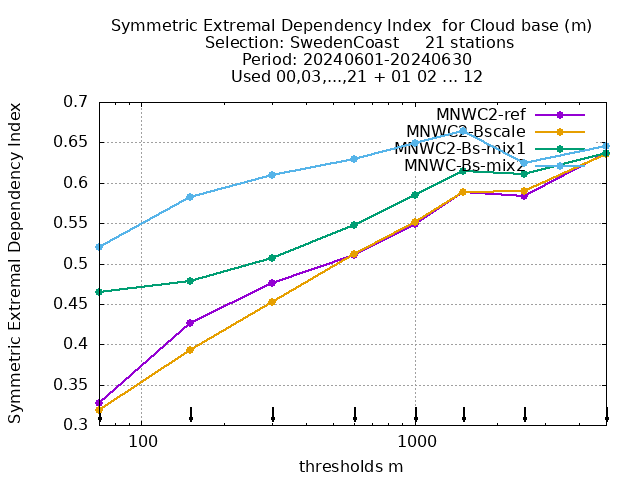 Symmetric Extremal Dependency Index  for Cloud base (m)
Selection: SwedenCoast     21 stations
Period: 20240601-20240630
Used 00,03,...,21 + 01 02 ... 12
Symmetric Extremal Dependency Index
0.7
0.65
0.6
0.55
0.5
0.45
0.4
0.35
0.3
MNWC2-ref
MNWC2-Bscale
MNWC2-Bs-mix1
MNWC-Bs-mix2
100
1000
thresholds m